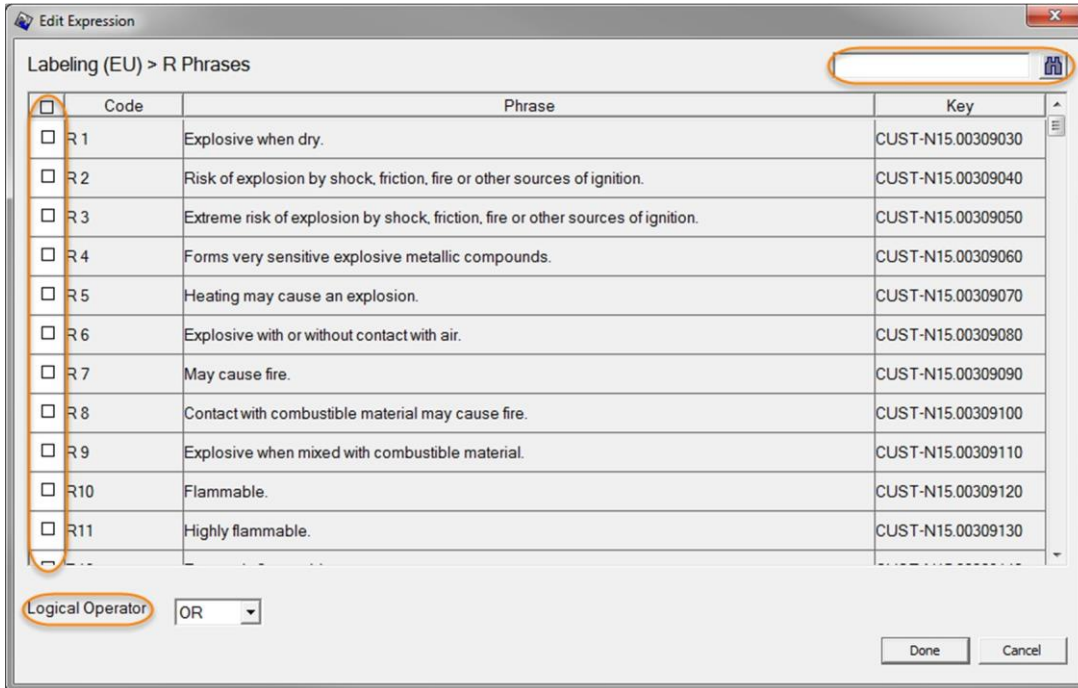 Edit Expression
Labeling (EU) > R Phrases
Code Phrase Key
R 1 Explosive when dry. CUST-N15.00309030
R 2 Risk of explosion by shock, friction, fire or other sources of ignition. CUST-N15.00309040
R 3 Extreme risk of explosion by shock, friction, fire or other sources of ignition. CUST-N15.00309050
R 4 Forms very sensitive explosive metallic compounds. CUST-N15.00309060
R 5 Heating may cause an explosion. CUST-N15.00309070
R 6 Explosive with or without contact with air. CUST-N15.00309080
R 7 May cause fire. CUST-N15.00309090
R 8 Contact with combustible material may cause fire. CUST-N15.00309100
R 9 Explosive when mixed with combustible material. CUST-N15.00309110
R10 Flammable. CUST-N15.00309120
R11 Highly flammable. CUST-N15.00309130
Logical Operator OR
Done Cancel